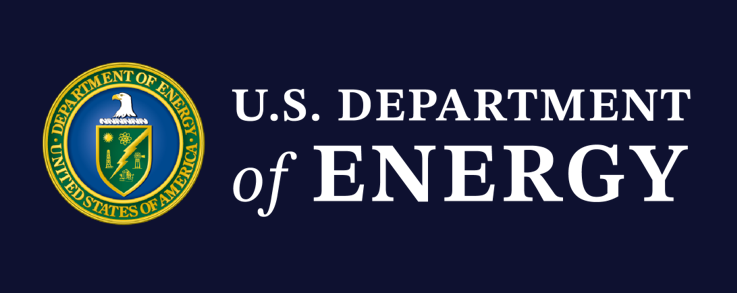 DEPARTMENT OF ENERGY
UNITED STATES OF AMERICA
U.S. DEPARTMENT
of ENERGY